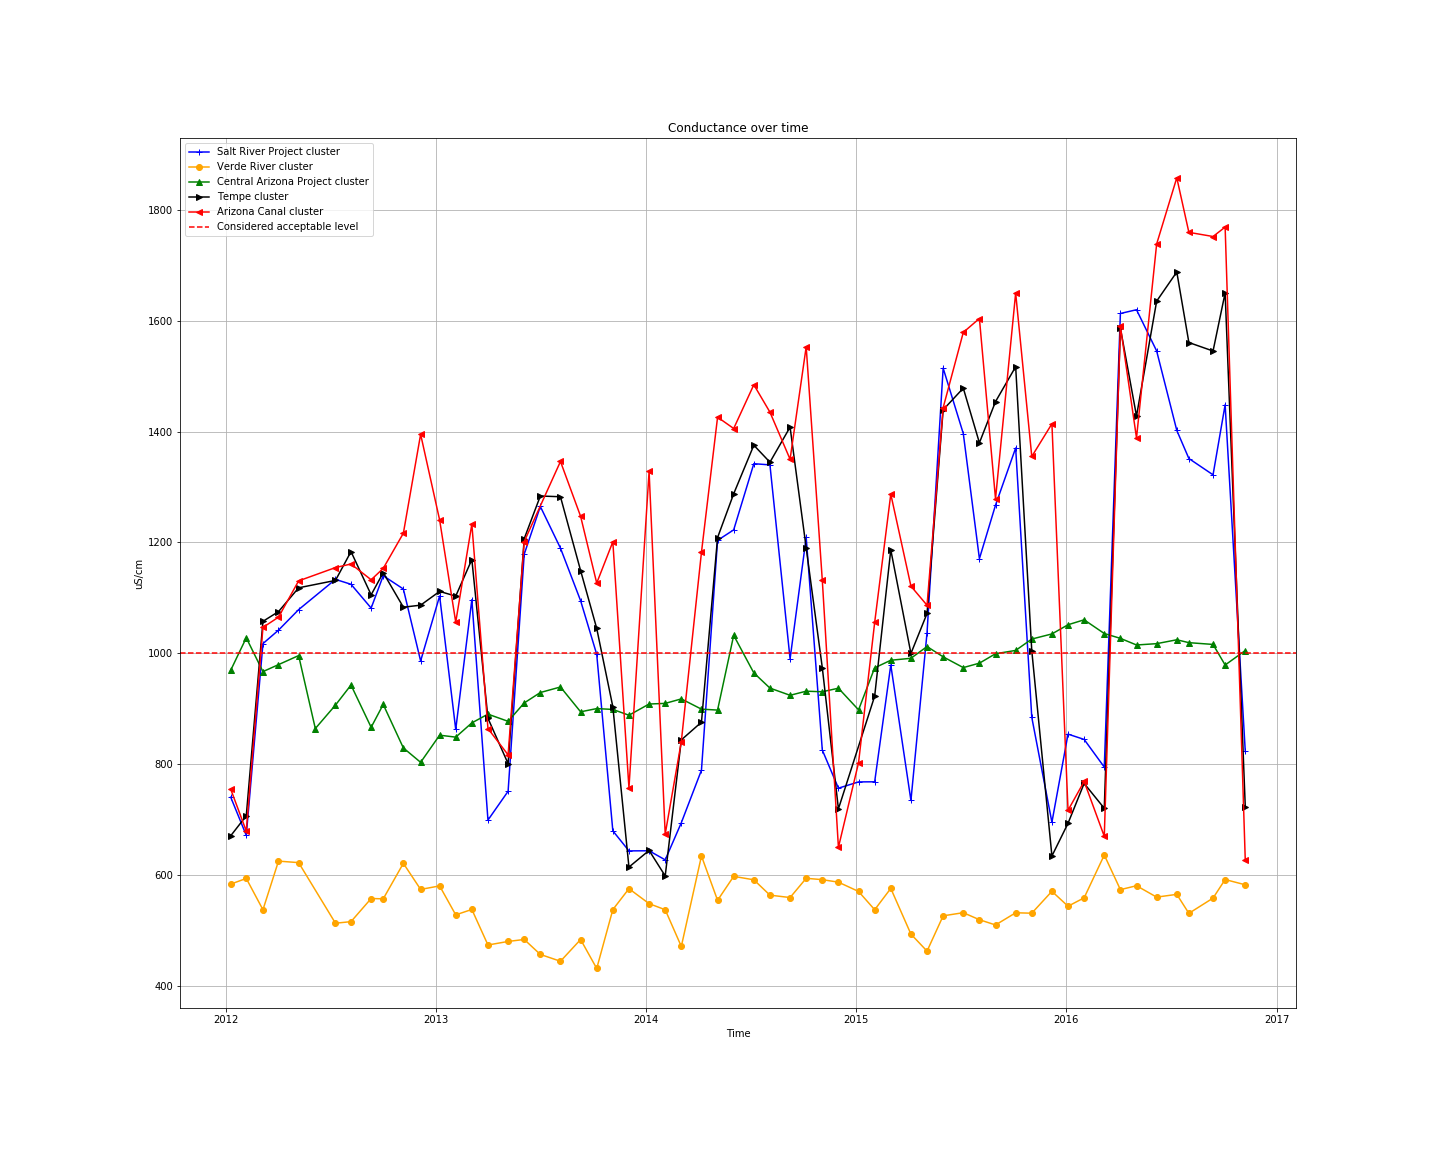 Conductance over time
Salt River Project cluster
Verde River cluster
Central Arizona Project cluster
Tempe cluster
Arizona Canal cluster
Considered acceptable level
1800
1600
1400
1200
1000
800
600
400
uS/cm
2012 2013 2014 2015 2016 2017
Time